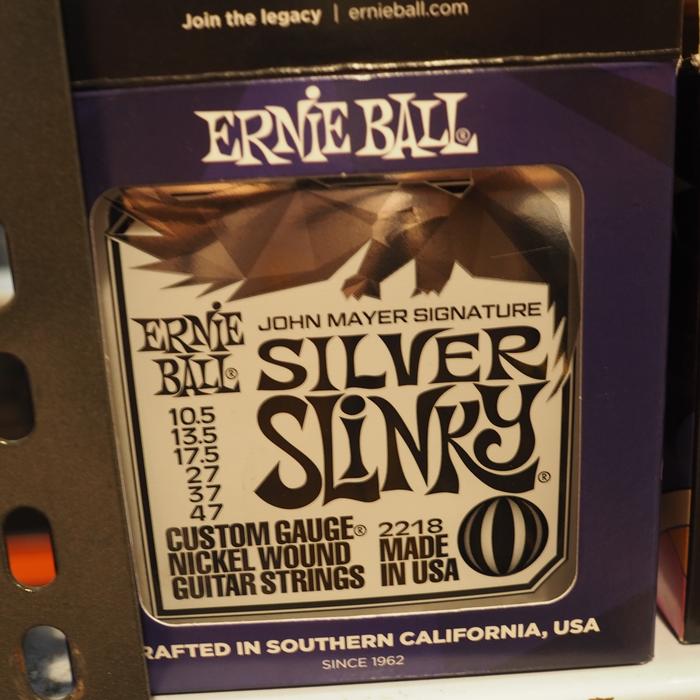 Join the legacy | ernieball.com
ERNiE BALL®
ERNiE
BALL®
10.5
13.5
17.5
27
37
47
JOHN MAYER SIGNATURE
SILVER
SLiNKY®
CUSTOM GAUGE®
NICKEL WOUND
GUITAR STRINGS
2218
MADE
IN USA
RAFTED IN SOUTHERN CALIFORNIA, USA
SINCE 1962